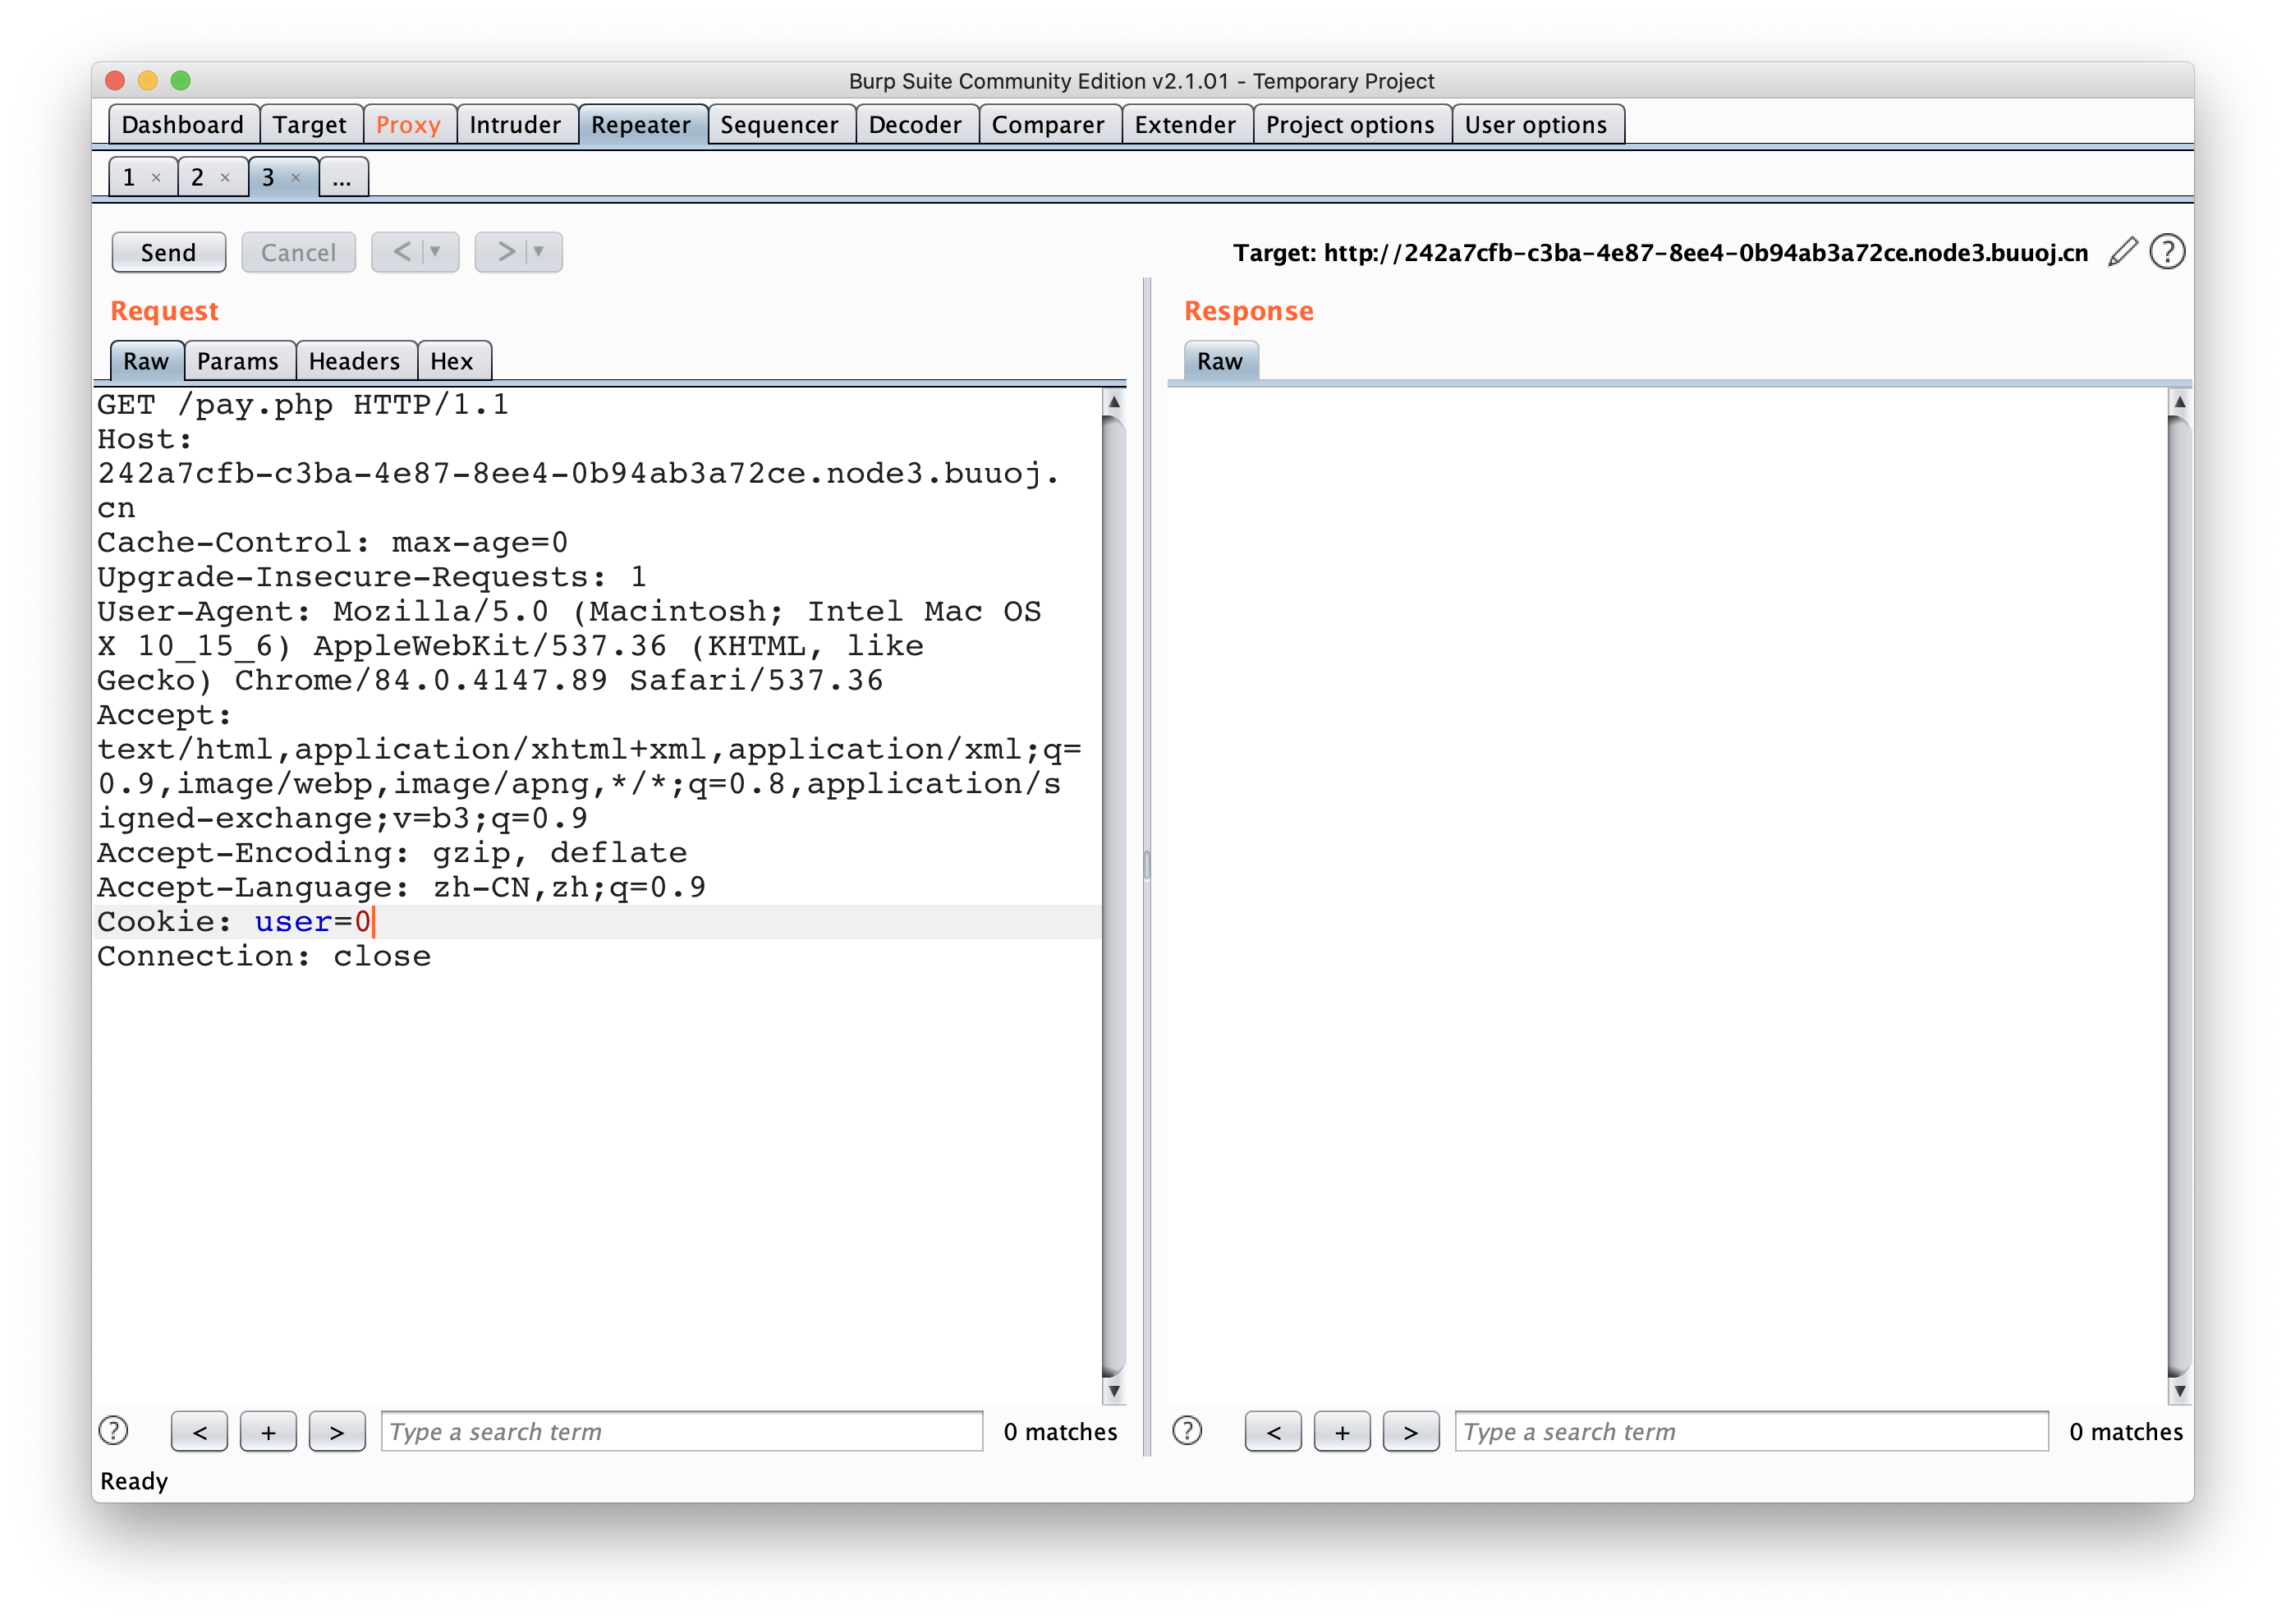 Burp Suite Community Edition v2.1.01 - Temporary Project
Dashboard Target Proxy Intruder Repeater Sequencer Decoder Comparer Extender Project options User options
1 × 2 × 3 × ...
Send Cancel < > Target: http://242a7cfb-c3ba-4e87-8ee4-0b94ab3a72ce.node3.buuoj.cn ?
Request
Raw Params Headers Hex
GET /pay.php HTTP/1.1
Host:
242a7cfb-c3ba-4e87-8ee4-0b94ab3a72ce.node3.buuoj.
cn
Cache-Control: max-age=0
Upgrade-Insecure-Requests: 1
User-Agent: Mozilla/5.0 (Macintosh; Intel Mac OS
X 10_15_6) AppleWebKit/537.36 (KHTML, like
Gecko) Chrome/84.0.4147.89 Safari/537.36
Accept:
text/html,application/xhtml+xml,application/xml;q=
0.9,image/webp,image/apng,*/*;q=0.8,application/s
igned-exchange;v=b3;q=0.9
Accept-Encoding: gzip, deflate
Accept-Language: zh-CN,zh;q=0.9
Cookie: user=0
Connection: close
? < + > Type a search term 0 matches
Response
Raw
? < + > Type a search term 0 matches
Ready